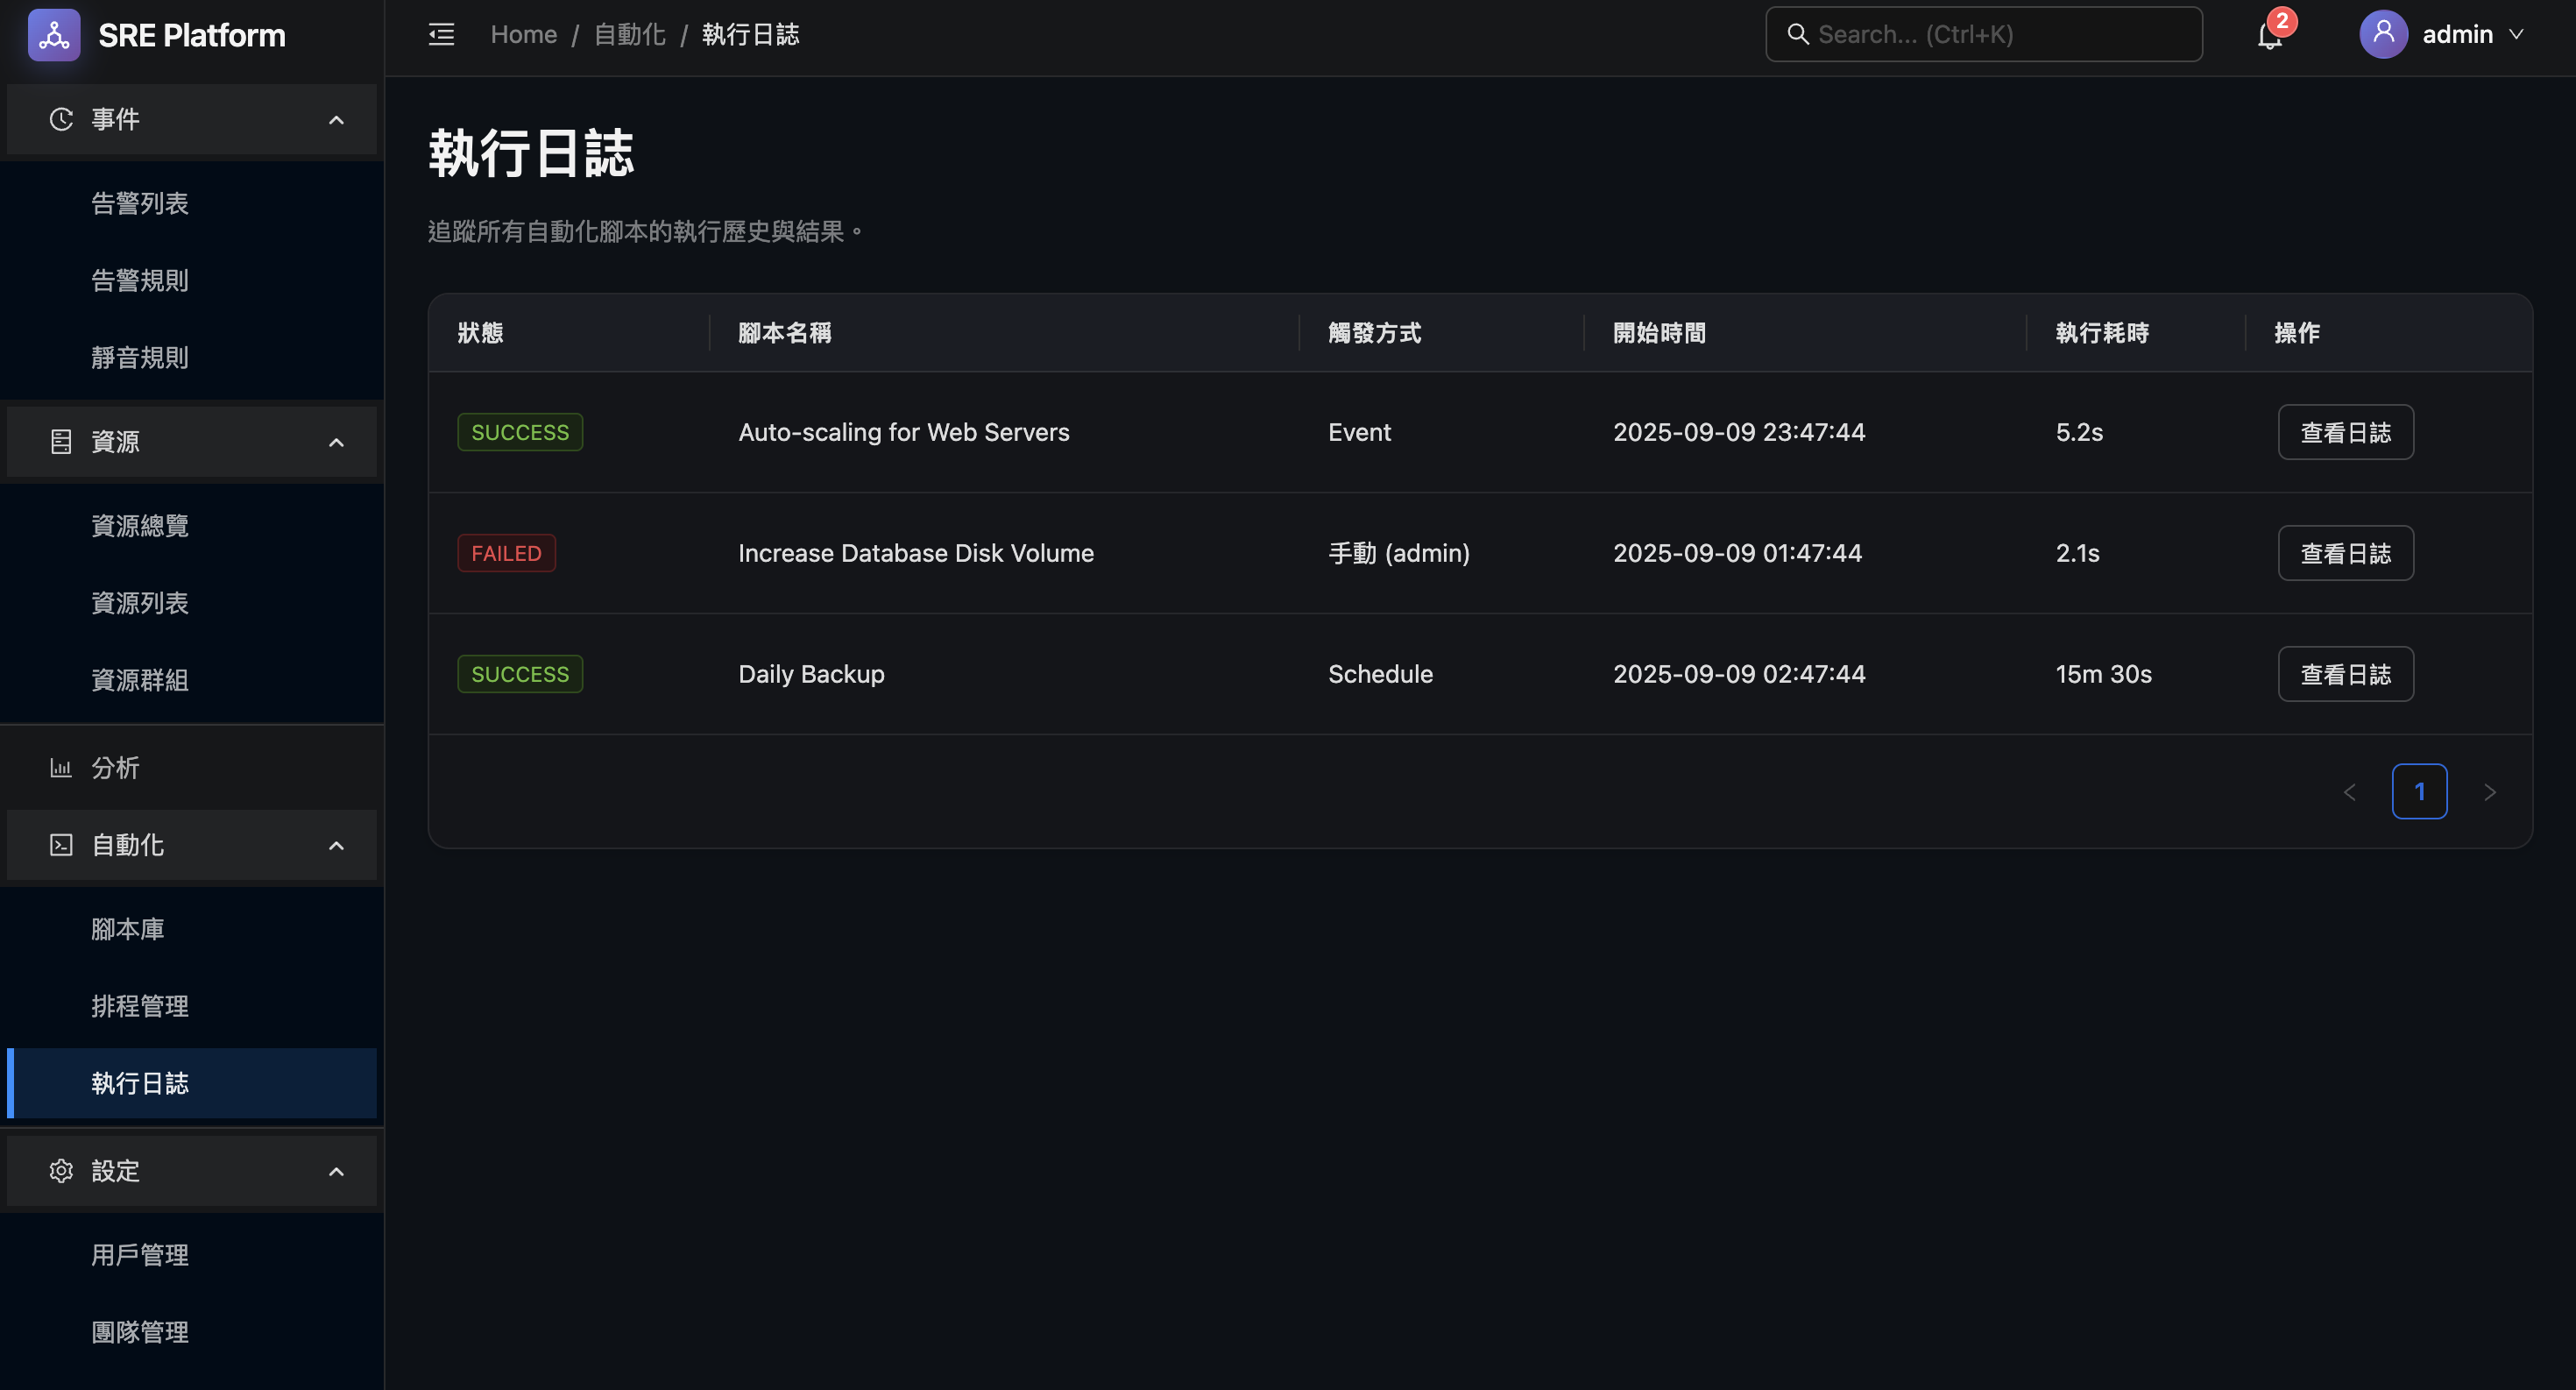 SRE Platform
Home / 自動化 / 執行日誌
Search... (Ctrl+K)
2
admin
事件
告警列表
告警規則
靜音規則
資源
資源總覽
資源列表
資源群組
分析
自動化
腳本庫
排程管理
執行日誌
設定
用戶管理
團隊管理
執行日誌
追蹤所有自動化腳本的執行歷史與結果。
狀態 腳本名稱 觸發方式 開始時間 執行耗時 操作
SUCCESS Auto-scaling for Web Servers Event 2025-09-09 23:47:44 5.2s 查看日誌
FAILED Increase Database Disk Volume 手動 (admin) 2025-09-09 01:47:44 2.1s 查看日誌
SUCCESS Daily Backup Schedule 2025-09-09 02:47:44 15m 30s 查看日誌
1